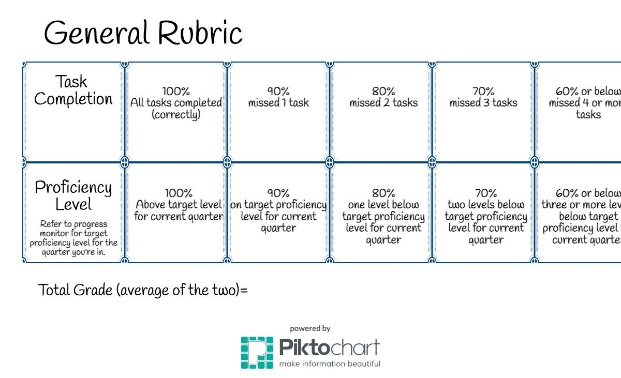 General Rubric
Task
Completion
100%
All tasks completed
(correctly)
90%
missed 1 task
80%
missed 2 tasks
70%
missed 3 tasks
60% or below
missed 4 or mor
tasks
Proficiency
Level
Refer to progress
monitor for target
proficiency level for the
quarter you're in.
100%
Above target level
for current quarter
90%
on target proficiency
level for current
quarter
80%
one level below
target proficiency
level for current
quarter
70%
two levels below
target proficiency
level for current
quarter
60% or below
three or more lev
below target
proficiency level
current quarte
Total Grade (average of the two)=
powered by
Piktochart
make information beautiful